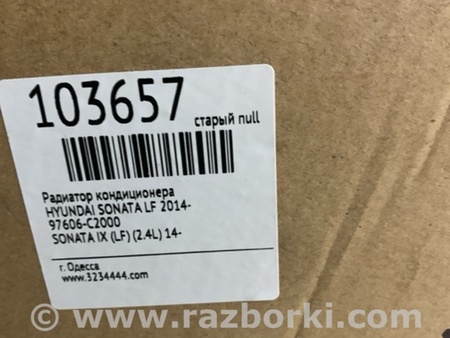 103657
старый null
Радиатор кондиционера
HYUNDAI SONATA LF 2014-
97606-C2000
SONATA IX (LF) (2.4L) 14-
г. Одесса
www.3234444.com
© www.razborki.com